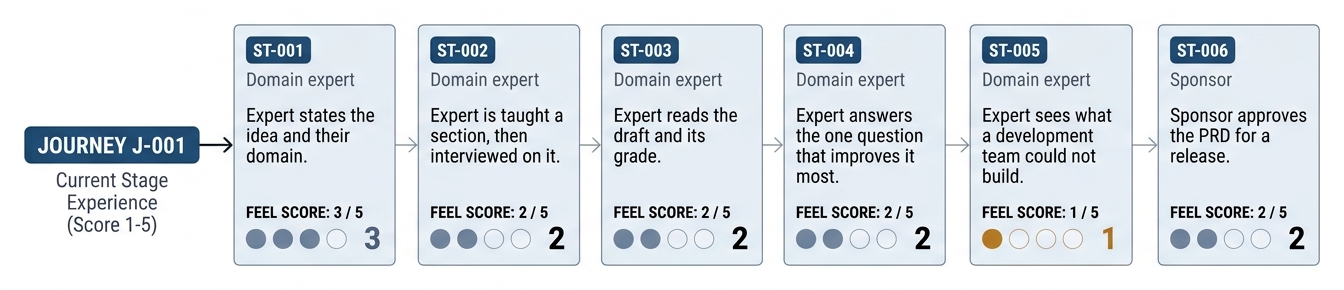 JOURNEY J-001
Current Stage
Experience
(Score 1-5)
ST-001
Domain expert
Expert states the
idea and their
domain.
FEEL SCORE: 3 / 5
3
ST-002
Domain expert
Expert is taught a
section, then
interviewed on it.
FEEL SCORE: 2 / 5
2
ST-003
Domain expert
Expert reads the
draft and its
grade.
FEEL SCORE: 2 / 5
2
ST-004
Domain expert
Expert answers
the one question
that improves it
most.
FEEL SCORE: 2 / 5
2
ST-005
Domain expert
Expert sees what
a development
team could not
build.
FEEL SCORE: 1 / 5
1
ST-006
Sponsor
Sponsor approves
the PRD for a
release.
FEEL SCORE: 2 / 5
2